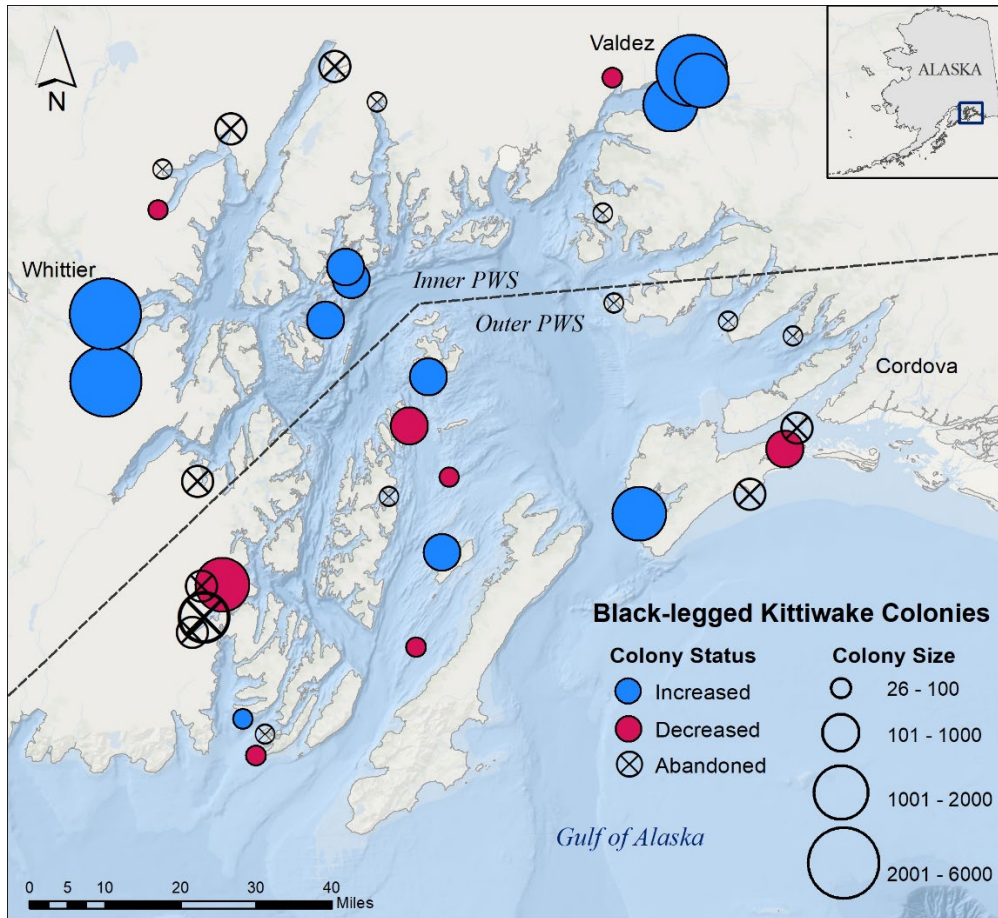 Valdez
ALASKA
N
Whittier
Inner PWS
Outer PWS
Cordova
Black-legged Kittiwake Colonies
Colony Status
Increased
Decreased
Abandoned
Colony Size
26 - 100
101 - 1000
1001 - 2000
2001 - 6000
Gulf of Alaska
0 5 10 20 30 40
Miles